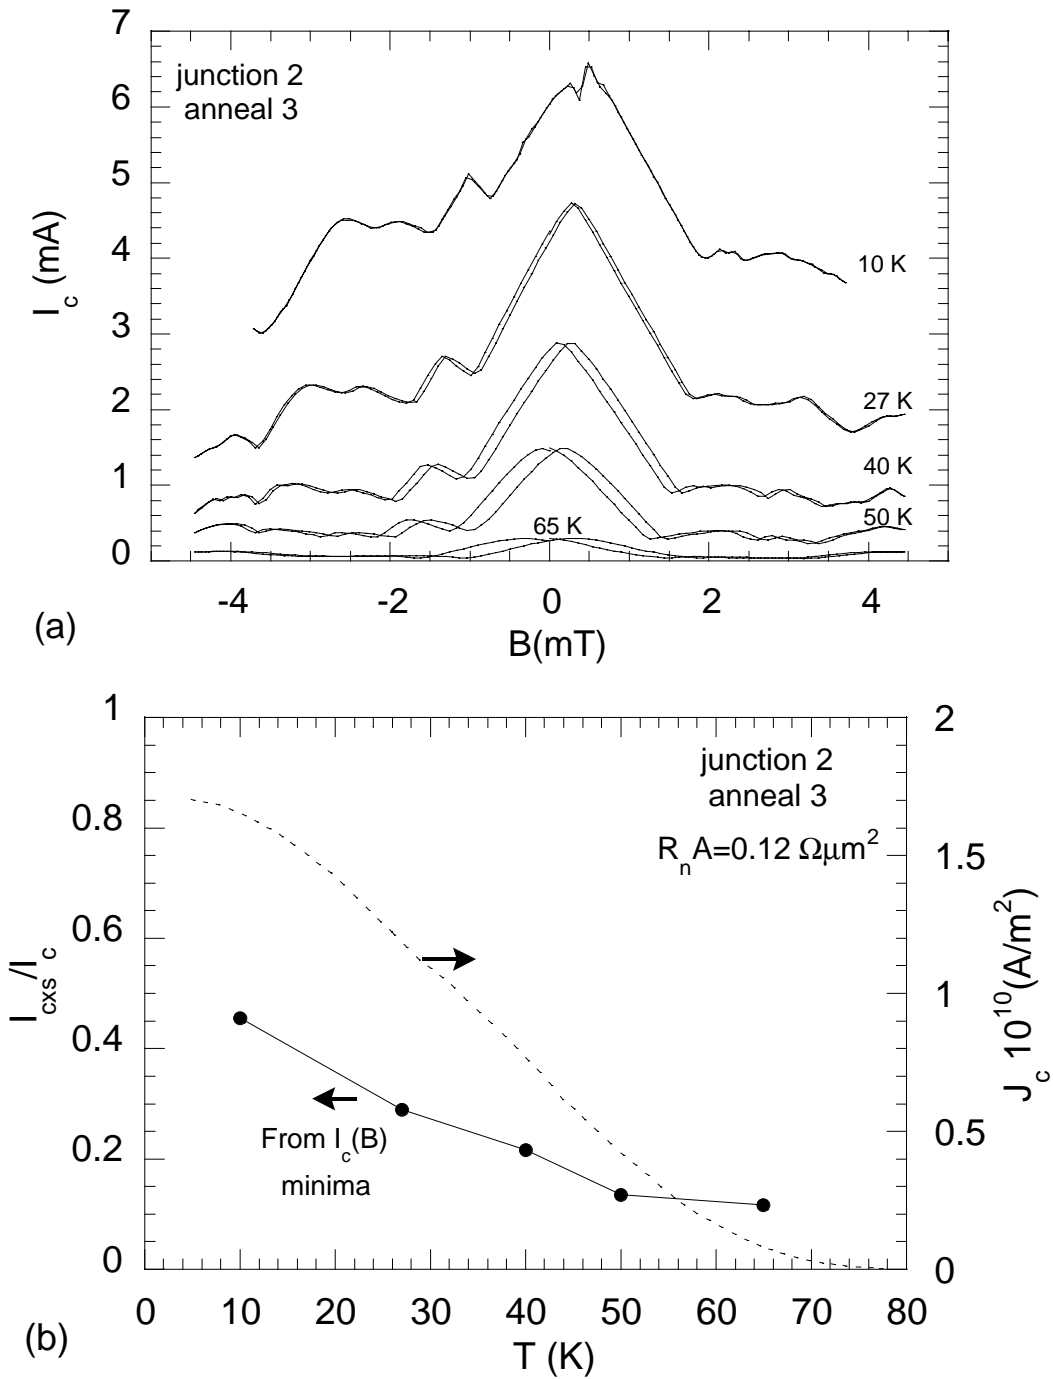 7
6
5
4
3
2
1
0
I_c (mA)
junction 2
anneal 3
10 K
27 K
40 K
50 K
65 K
-4 -2 0 2 4
B(mT)
(a)
1
0.8
0.6
0.4
0.2
0
I_cxs/I_c
junction 2
anneal 3
R_nA=0.12 Ωμm²
From I_c(B)
minima
2
1.5
1
0.5
0
J_c 10¹⁰(A/m²)
0 10 20 30 40 50 60 70 80
T (K)
(b)